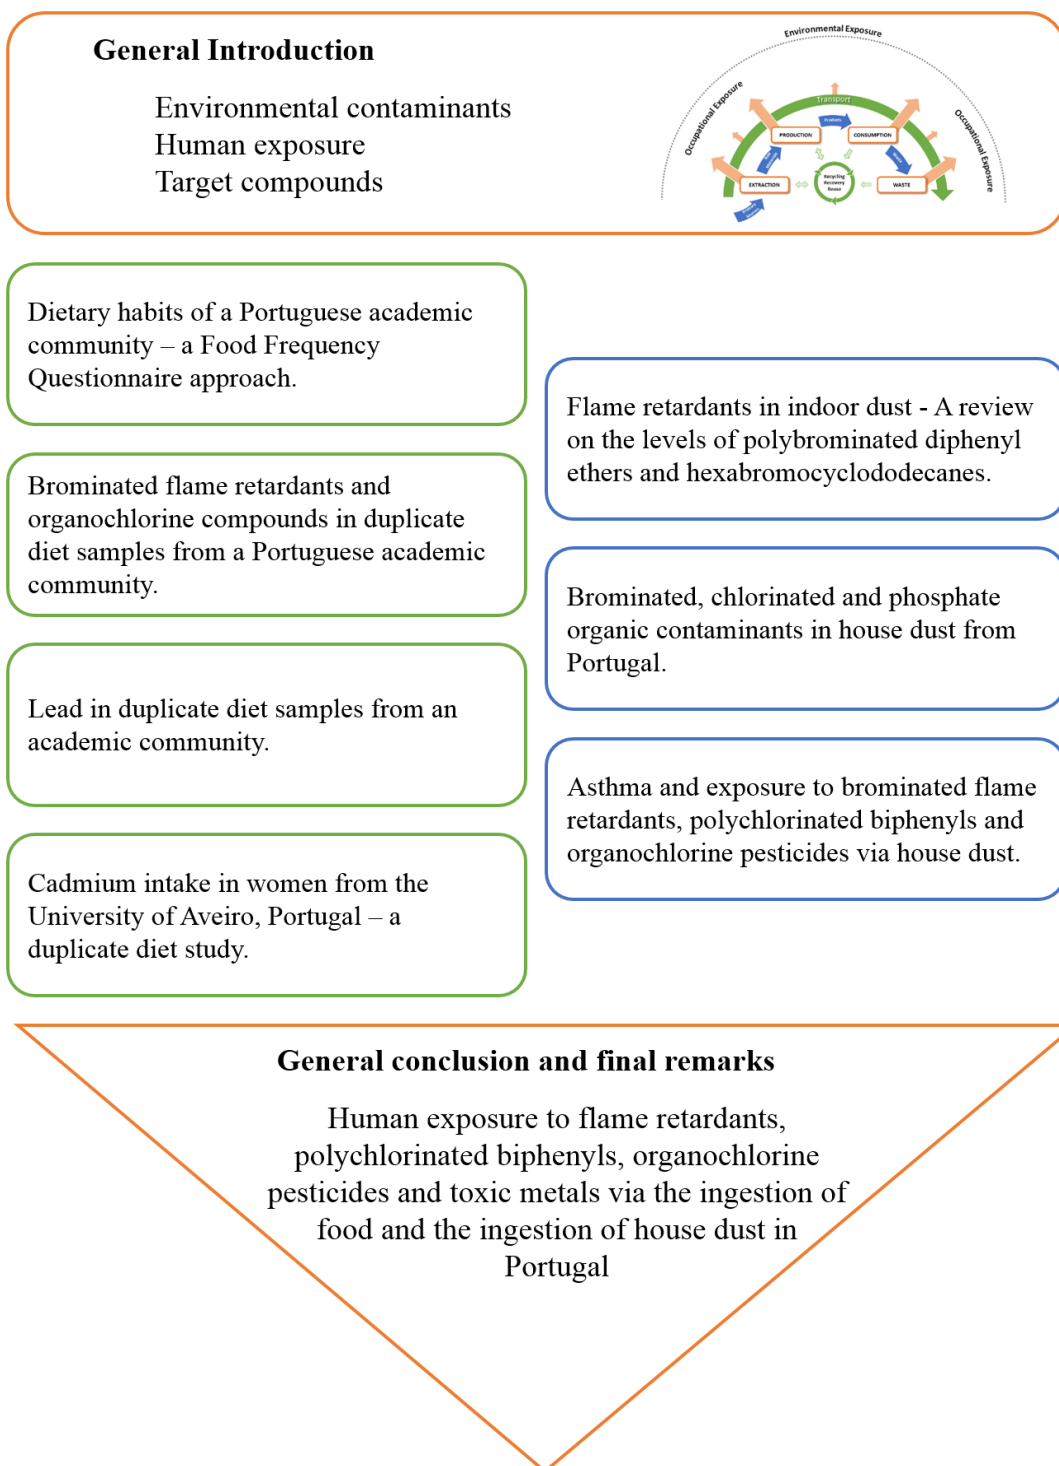 General Introduction
Environmental contaminants
Human exposure
Target compounds
Environmental Exposure
Occupational Exposure
Occupational Exposure
Transport
Products
PRODUCTION
CONSUMPTION
Waste
EXTRACTION
Recycling
Recovery
Reuse
WASTE
Dietary habits of a Portuguese academic
community – a Food Frequency
Questionnaire approach.
Brominated flame retardants and
organochlorine compounds in duplicate
diet samples from a Portuguese academic
community.
Lead in duplicate diet samples from an
academic community.
Cadmium intake in women from the
University of Aveiro, Portugal – a
duplicate diet study.
Flame retardants in indoor dust - A review
on the levels of polybrominated diphenyl
ethers and hexabromocyclododecanes.
Brominated, chlorinated and phosphate
organic contaminants in house dust from
Portugal.
Asthma and exposure to brominated flame
retardants, polychlorinated biphenyls and
organochlorine pesticides via house dust.
General conclusion and final remarks
Human exposure to flame retardants,
polychlorinated biphenyls, organochlorine
pesticides and toxic metals via the ingestion of
food and the ingestion of house dust in
Portugal